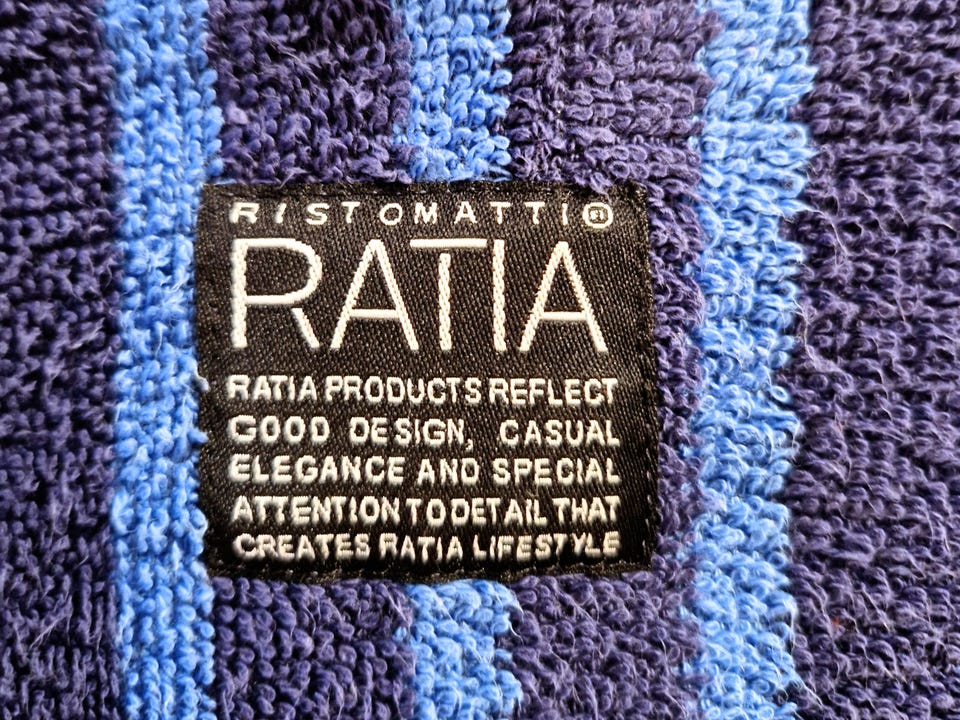 RISTOMATTI®
RATIA
RATIA PRODUCTS REFLECT
GOOD DESIGN, CASUAL
ELEGANCE AND SPECIAL
ATTENTION TO DETAIL THAT
CREATES RATIA LIFESTYLE